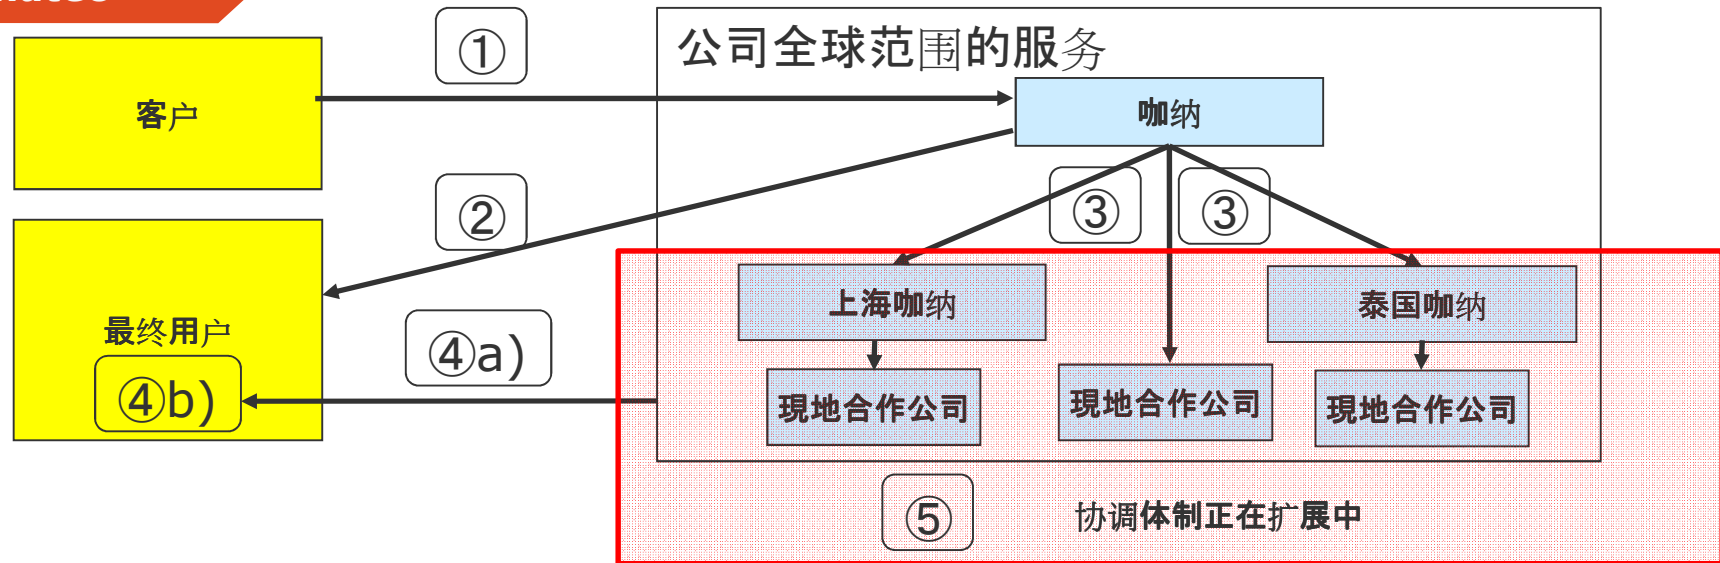 ①
公司全球范围的服务
客户
咖纳
②
③
③
上海咖纳
泰国咖纳
最终用户
④a)
④b)
現地合作公司
現地合作公司
現地合作公司
⑤
协调体制正在扩展中